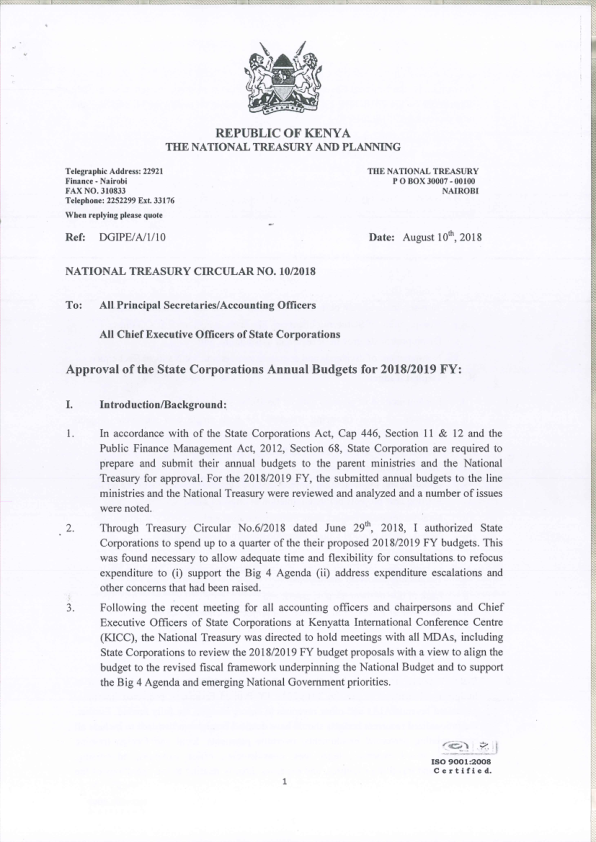 REPUBLIC OF KENYA
THE NATIONAL TREASURY AND PLANNING
Telegraphic Address: 22921
Finance - Nairobi
FAX NO. 310833
Telephone: 2252299 Ext. 33176
When replying please quote
THE NATIONAL TREASURY
P O BOX 30007 - 00100
NAIROBI
Ref: DGIPE/A/1/10
Date: August 10th, 2018
NATIONAL TREASURY CIRCULAR NO. 10/2018
To: All Principal Secretaries/Accounting Officers
All Chief Executive Officers of State Corporations
Approval of the State Corporations Annual Budgets for 2018/2019 FY:
I. Introduction/Background:
1. In accordance with of the State Corporations Act, Cap 446, Section 11 & 12 and the
Public Finance Management Act, 2012, Section 68, State Corporation are required to
prepare and submit their annual budgets to the parent ministries and the National
Treasury for approval. For the 2018/2019 FY, the submitted annual budgets to the line
ministries and the National Treasury were reviewed and analyzed and a number of issues
were noted.
2. Through Treasury Circular No.6/2018 dated June 29th, 2018, I authorized State
Corporations to spend up to a quarter of the their proposed 2018/2019 FY budgets. This
was found necessary to allow adequate time and flexibility for consultations to refocus
expenditure to (i) support the Big 4 Agenda (ii) address expenditure escalations and
other concerns that had been raised.
3. Following the recent meeting for all accounting officers and chairpersons and Chief
Executive Officers of State Corporations at Kenyatta International Conference Centre
(KICC), the National Treasury was directed to hold meetings with all MDAs, including
State Corporations to review the 2018/2019 FY budget proposals with a view to align the
budget to the revised fiscal framework underpinning the National Budget and to support
the Big 4 Agenda and emerging National Government priorities.
ISO 9001:2008
Certified.
1